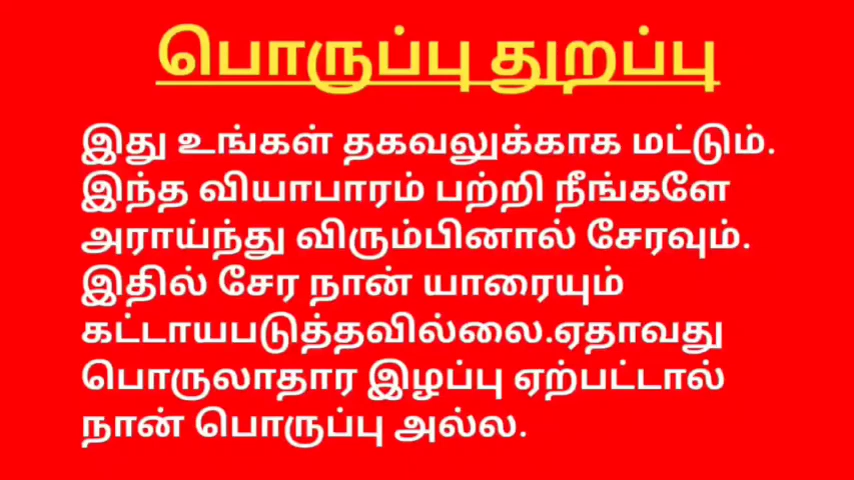 பொருப்பு துறப்பு
இது உங்கள் தகவலுக்காக மட்டும்.
இந்த வியாபாரம் பற்றி நீங்களே
அராய்ந்து விரும்பினால் சேரவும்.
இதில் சேர நான் யாரையும்
கட்டாயபடுத்தவில்லை.ஏதாவது
பொருலாதார இழப்பு ஏற்பட்டால்
நான் பொருப்பு அல்ல.